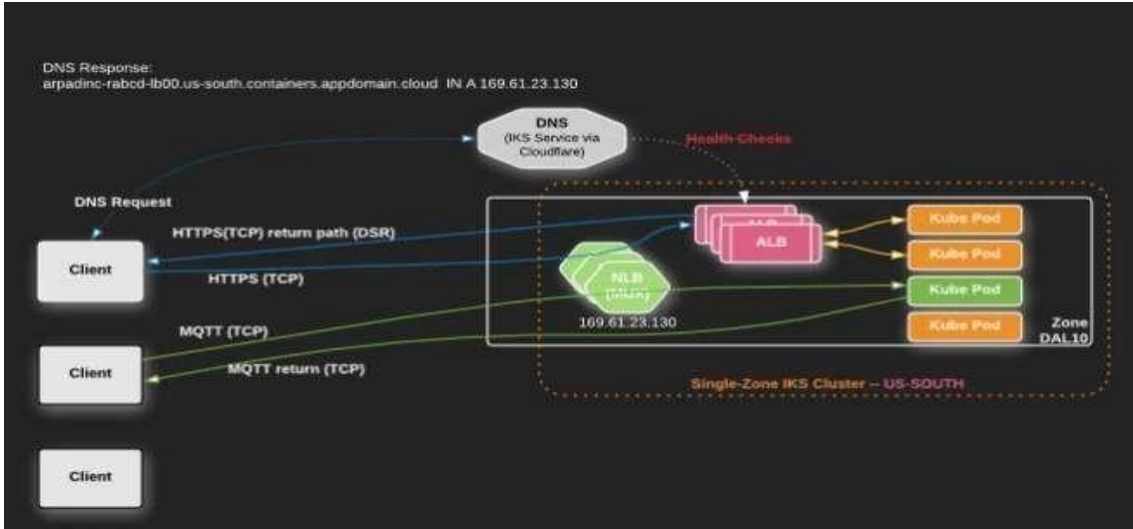 DNS Response:
arpadinc-rabcd-lb00.us-south.containers.appdomain.cloud IN A 169.61.23.130
DNS
(IKS Service via
Cloudflare)
Health Checks
DNS Request
HTTPS(TCP) return path (DSR)
Client
HTTPS (TCP)
ALB
ALB
NLB
(MUX)
169.61.23.130
Kube Pod
Kube Pod
Kube Pod
Kube Pod
Zone
DAL10
MQTT (TCP)
Client
MQTT return (TCP)
Single-Zone IKS Cluster – US-SOUTH
Client